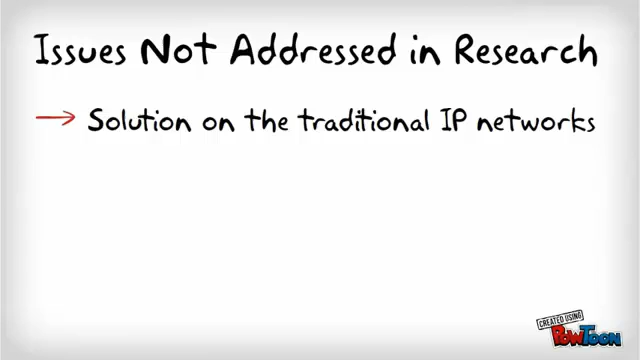 Issues Not Addressed in Research
→ Solution on the traditional IP networks
CREATED USING
PowToon